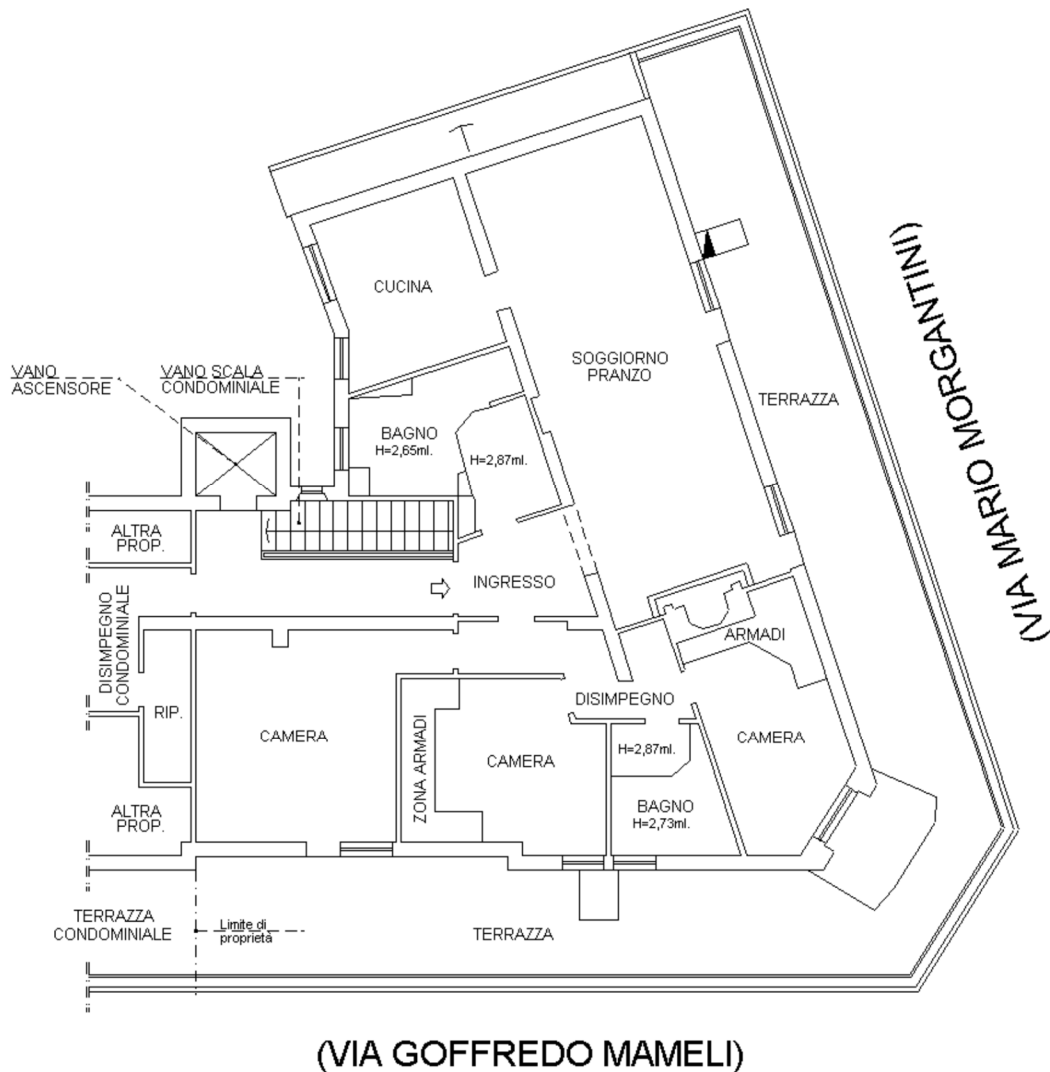 CUCINA
SOGGIORNO
PRANZO
TERRAZZA
(VIA MARIO MORGANTINI)
VANO
ASCENSORE
VANO SCALA
CONDOMINIALE
BAGNO
H=2,65ml.
H=2,87ml.
ALTRA
PROP.
INGRESSO
DISIMPEGNO
CONDOMINIALE
ARMADI
DISIMPEGNO
RIP.
CAMERA
ZONA ARMADI
CAMERA
H=2,87ml.
CAMERA
BAGNO
H=2,73ml.
ALTRA
PROP.
TERRAZZA
CONDOMINIALE
Limite di
proprietà
TERRAZZA
(VIA GOFFREDO MAMELI)